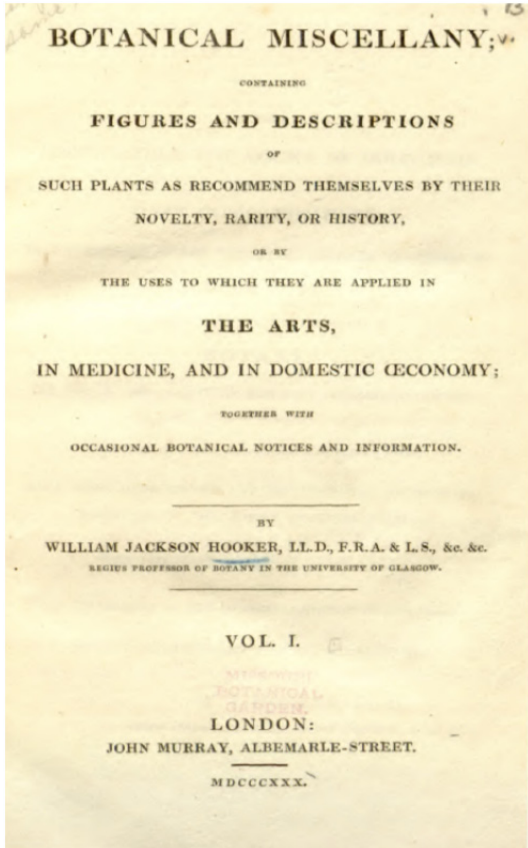 BOTANICAL MISCELLANY;
CONTAINING
FIGURES AND DESCRIPTIONS
OF
SUCH PLANTS AS RECOMMEND THEMSELVES BY THEIR
NOVELTY, RARITY, OR HISTORY,
OR BY
THE USES TO WHICH THEY ARE APPLIED IN
THE ARTS,
IN MEDICINE, AND IN DOMESTIC ŒCONOMY;
TOGETHER WITH
OCCASIONAL BOTANICAL NOTICES AND INFORMATION.
BY
WILLIAM JACKSON HOOKER, LL.D., F.R.A. & L.S., &c. &c.
REGIUS PROFESSOR OF BOTANY IN THE UNIVERSITY OF GLASGOW.
VOL. I.
MISSOURI
BOTANICAL
GARDEN.
LONDON:
JOHN MURRAY, ALBEMARLE-STREET.
MDCCCXXX.